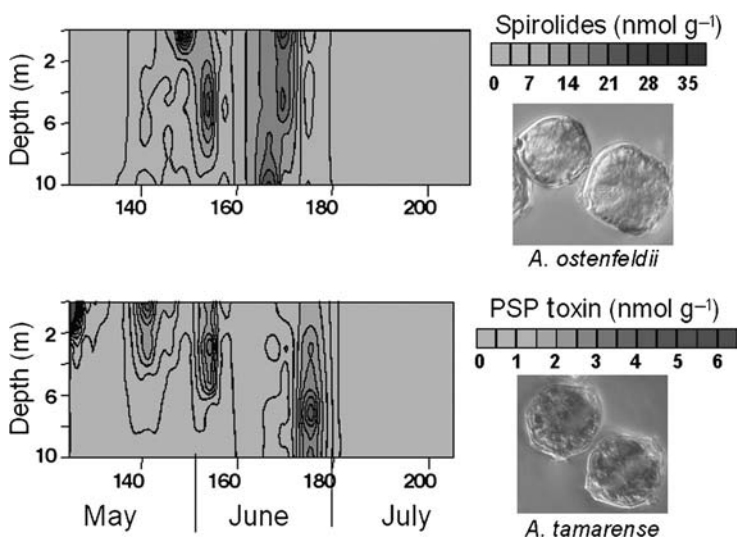 Spirolides (nmol g⁻¹)
0 7 14 21 28 35
Depth (m)
2
6
10
140 160 180 200
A. ostenfeldii
PSP toxin (nmol g⁻¹)
0 1 2 3 4 5 6
Depth (m)
2
6
10
140 160 180 200
May June July
A. tamarense